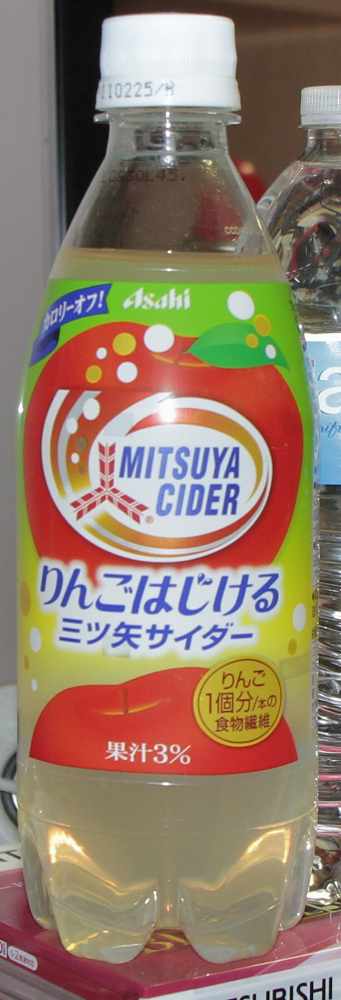 110225/A
カロリーオフ!
Asahi
MITSUYA
CIDER
®
りんごはじける
三ツ矢サイダー
りんご
1個分/本の
食物繊維
果汁3%